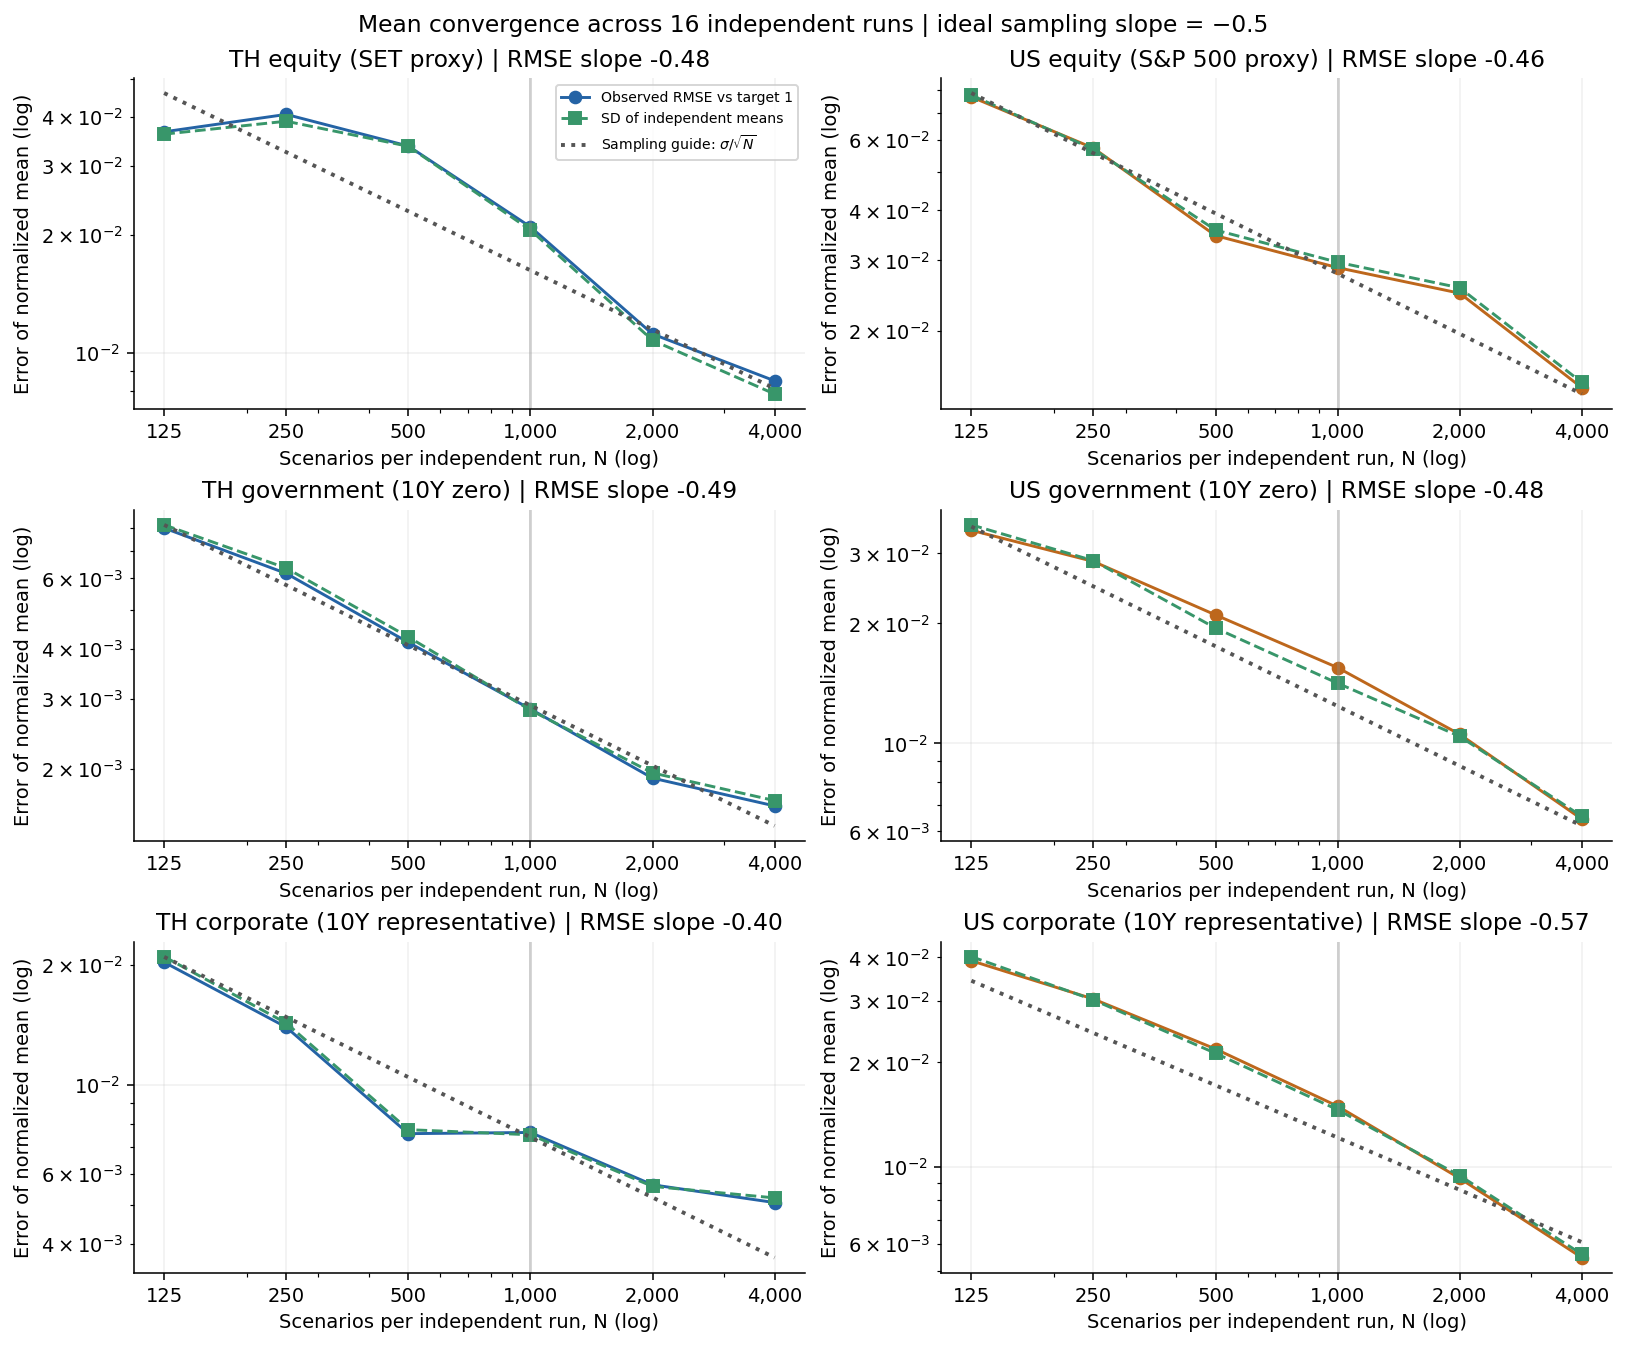 Mean convergence across 16 independent runs | ideal sampling slope = −0.5
TH equity (SET proxy) | RMSE slope -0.48
Error of normalized mean (log)
4 × 10⁻²
3 × 10⁻²
2 × 10⁻²
10⁻²
Observed RMSE vs target 1
SD of independent means
Sampling guide: σ/√N
125 250 500 1,000 2,000 4,000
Scenarios per independent run, N (log)
US equity (S&P 500 proxy) | RMSE slope -0.46
Error of normalized mean (log)
6 × 10⁻²
4 × 10⁻²
3 × 10⁻²
2 × 10⁻²
125 250 500 1,000 2,000 4,000
Scenarios per independent run, N (log)
TH government (10Y zero) | RMSE slope -0.49
Error of normalized mean (log)
6 × 10⁻³
4 × 10⁻³
3 × 10⁻³
2 × 10⁻³
125 250 500 1,000 2,000 4,000
Scenarios per independent run, N (log)
US government (10Y zero) | RMSE slope -0.48
Error of normalized mean (log)
3 × 10⁻²
2 × 10⁻²
10⁻²
6 × 10⁻³
125 250 500 1,000 2,000 4,000
Scenarios per independent run, N (log)
TH corporate (10Y representative) | RMSE slope -0.40
Error of normalized mean (log)
2 × 10⁻²
10⁻²
6 × 10⁻³
4 × 10⁻³
125 250 500 1,000 2,000 4,000
Scenarios per independent run, N (log)
US corporate (10Y representative) | RMSE slope -0.57
Error of normalized mean (log)
4 × 10⁻²
3 × 10⁻²
2 × 10⁻²
10⁻²
6 × 10⁻³
125 250 500 1,000 2,000 4,000
Scenarios per independent run, N (log)